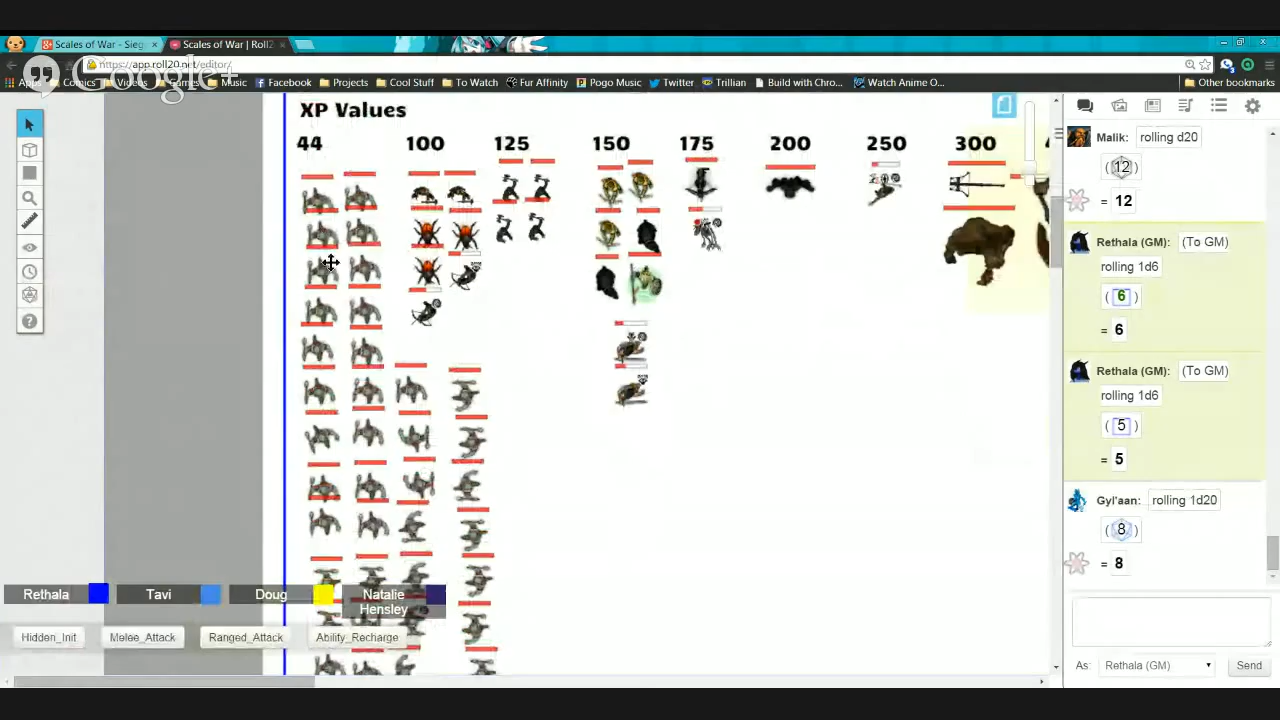 Scales of War - Sieg
Scales of War | Roll2
https://app.roll20.net/editor/
Google+
Apps
Comics
Videos
Games
Music
Facebook
Projects
Cool Stuff
To Watch
Fur Affinity
Pogo Music
Twitter
Trillian
Build with Chro...
Watch Anime O...
Other bookmarks
XP Values
44
100
125
150
175
200
250
300
Malik:
rolling d20
(12)
= 12
Rethala (GM):
(To GM)
rolling 1d6
(6)
= 6
Rethala (GM):
(To GM)
rolling 1d6
(5)
= 5
Gyl'aan:
rolling 1d20
(8)
= 8
Rethala
Tavi
Doug
Natalie
Hensley
Hidden_Init
Melee_Attack
Ranged_Attack
Ability_Recharge
As:
Rethala (GM)
Send